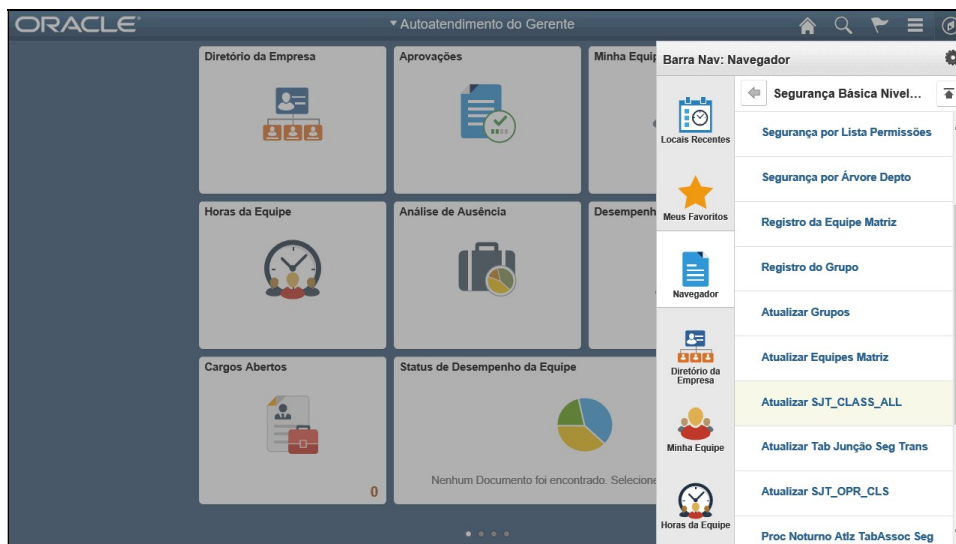 ORACLE
Autoatendimento do Gerente
Diretório da Empresa
Aprovações
Minha Equip
Horas da Equipe
Análise de Ausência
Desempenh
Cargos Abertos
0
Status de Desempenho da Equipe
Nenhum Documento foi encontrado. Selecione
Barra Nav: Navegador
Locais Recentes
Meus Favoritos
Navegador
Diretório da
Empresa
Minha Equipe
Horas da Equipe
Segurança Básica Nível...
Segurança por Lista Permissões
Segurança por Árvore Depto
Registro da Equipe Matriz
Registro do Grupo
Atualizar Grupos
Atualizar Equipes Matriz
Atualizar SJT_CLASS_ALL
Atualizar Tab Junção Seg Trans
Atualizar SJT_OPR_CLS
Proc Noturno Atlz TabAssoc Seg